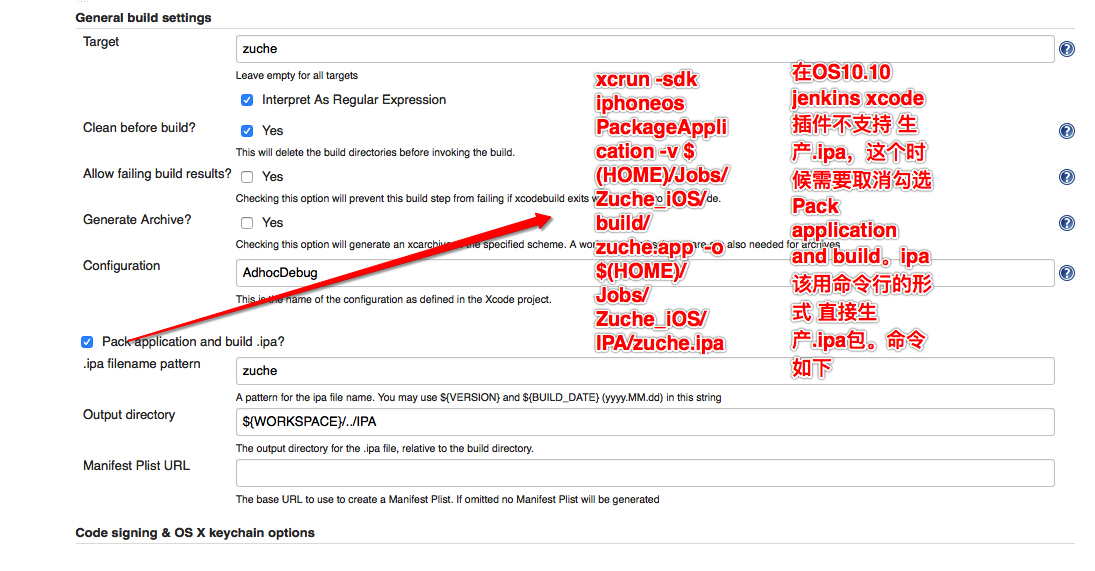 General build settings
Target
zuche
Leave empty for all targets
Interpret As Regular Expression
Clean before build?
Yes
This will delete the build directories before invoking the build.
Allow failing build results?
Yes
Checking this option will prevent this build step from failing if xcodebuild exits
de.
Generate Archive?
Yes
Checking this option will generate an xcarchive the specified scheme. A are also needed for archives
Configuration
AdhocDebug
This is the name of the configuration as defined in the Xcode project.
Pack application and build .ipa?
.ipa filename pattern
zuche
A pattern for the ipa file name. You may use ${VERSION} and ${BUILD_DATE} (yyyy.MM.dd) in this string
Output directory
${WORKSPACE}/../IPA
The output directory for the .ipa file, relative to the build directory.
Manifest Plist URL
The base URL to use to create a Manifest Plist. If omitted no Manifest Plist will be generated
Code signing & OS X keychain options
xcrun -sdk
iphoneos
PackageAppli
cation -v $
(HOME)/Jobs/
Zuche_iOS/
build/
zuche.app -o
$(HOME)/
Jobs/
Zuche_iOS/
IPA/zuche.ipa
在OS10.10
jenkins xcode
插件不支持 生
产.ipa，这个时
候需要取消勾选
Pack
application
and build。ipa
该用命令行的形
式 直接生
产.ipa包。命令
如下